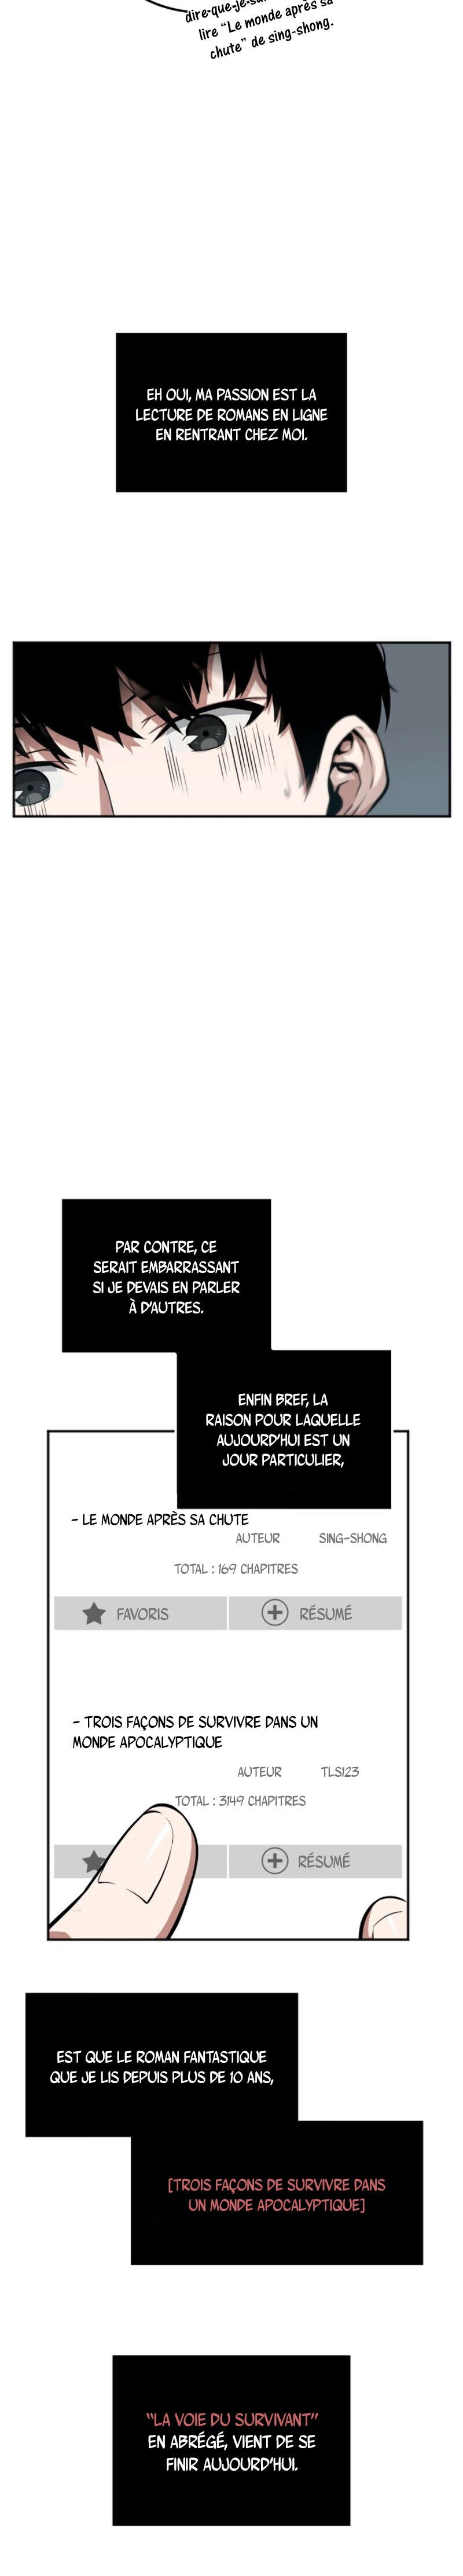 lire “Le monde après sa
chute” de sing-shong.
EH OUI, MA PASSION EST LA
LECTURE DE ROMANS EN LIGNE
EN RENTRANT CHEZ MOI.
PAR CONTRE, CE
SERAIT EMBARRASSANT
SI JE DEVAIS EN PARLER
À D'AUTRES.
ENFIN BREF, LA
RAISON POUR LAQUELLE
AUJOURD'HUI EST UN
JOUR PARTICULIER,
- LE MONDE APRÈS SA CHUTE
AUTEUR SING-SHONG
TOTAL : 169 CHAPITRES
FAVORIS RÉSUMÉ
- TROIS FAÇONS DE SURVIVRE DANS UN
MONDE APOCALYPTIQUE
AUTEUR TLS123
TOTAL : 3149 CHAPITRES
RÉSUMÉ
EST QUE LE ROMAN FANTASTIQUE
QUE JE LIS DEPUIS PLUS DE 10 ANS,
[TROIS FAÇONS DE SURVIVRE DANS
UN MONDE APOCALYPTIQUE]
“LA VOIE DU SURVIVANT”
EN ABRÉGÉ, VIENT DE SE
FINIR AUJOURD'HUI.